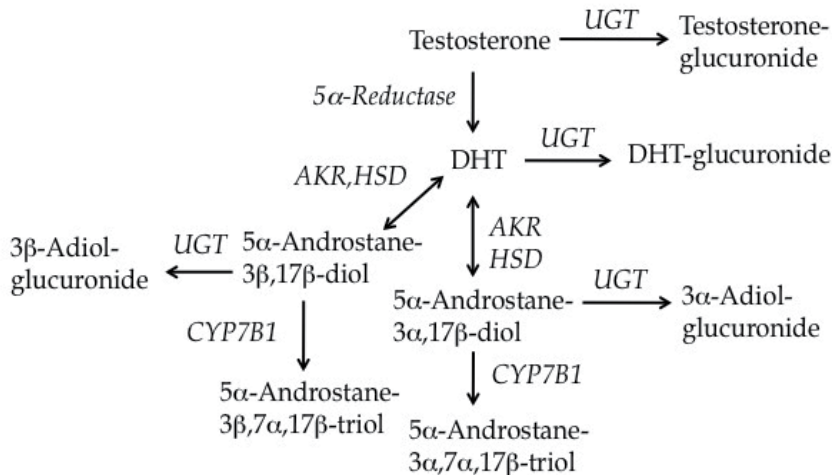 UGT
Testosterone
Testosterone-
glucuronide
5α-Reductase
UGT
DHT
DHT-glucuronide
AKR,HSD
AKR
HSD
3β-Adiol-
glucuronide
UGT
5α-Androstane-
3β,17β-diol
UGT
5α-Androstane-
3α,17β-diol
3α-Adiol-
glucuronide
CYP7B1
CYP7B1
5α-Androstane-
3β,7α,17β-triol
5α-Androstane-
3α,7α,17β-triol